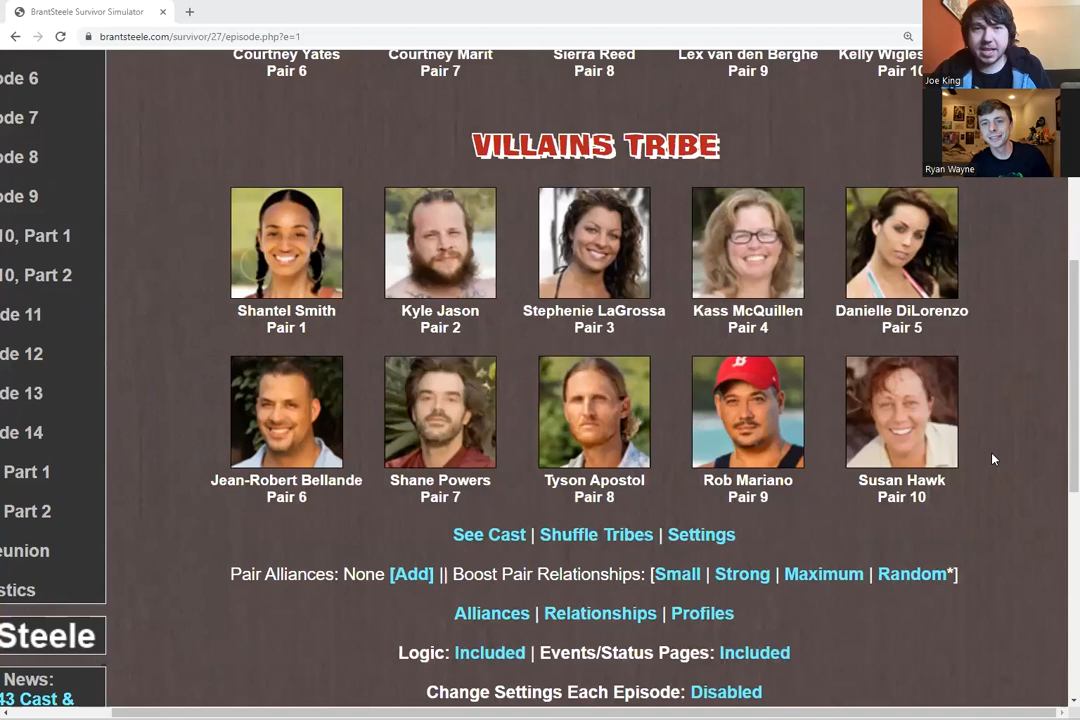 BrantSteele Survivor Simulator
brantsteele.com/survivor/27/episode.php?e=1
Joe King
Ryan Wayne
ode 6
de 7
de 8
de 9
10, Part 1
10, Part 2
de 11
de 12
de 13
de 14
Part 1
Part 2
eunion
stics
Steele
News:
43 Cast &
Courtney Yates
Pair 6
Courtney Marit
Pair 7
Sierra Reed
Pair 8
Lex van den Berghe
Pair 9
Kelly Wigles
Pair 10
VILLAINS TRIBE
Shantel Smith
Pair 1
Kyle Jason
Pair 2
Stephenie LaGrossa
Pair 3
Kass McQuillen
Pair 4
Danielle DiLorenzo
Pair 5
Jean-Robert Bellande
Pair 6
Shane Powers
Pair 7
Tyson Apostol
Pair 8
Rob Mariano
Pair 9
Susan Hawk
Pair 10
See Cast | Shuffle Tribes | Settings
Pair Alliances: None [Add] || Boost Pair Relationships: [Small | Strong | Maximum | Random*]
Alliances | Relationships | Profiles
Logic: Included | Events/Status Pages: Included
Change Settings Each Episode: Disabled